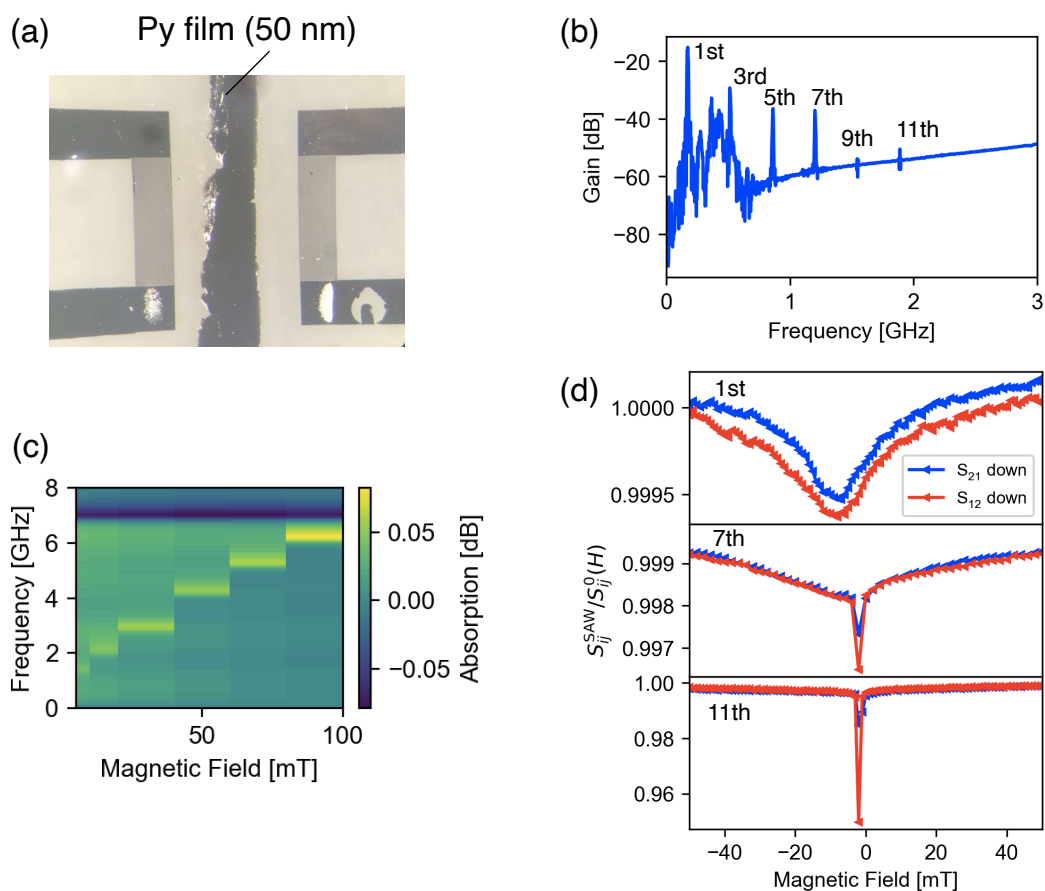 (a)
Py film (50 nm)
(b)
−20
−40
−60
−80
Gain [dB]
1st
3rd
5th
7th
9th
11th
0
1
2
3
Frequency [GHz]
(c)
8
6
4
2
0
Frequency [GHz]
50
100
Magnetic Field [mT]
0.05
0.00
−0.05
Absorption [dB]
(d)
1st
1.0000
0.9995
S₂₁ down
S₁₂ down
7th
0.999
0.998
0.997
11th
1.00
0.98
0.96
Sᵢⱼ^SAW/Sᵢⱼ^0(H)
−40
−20
0
20
40
Magnetic Field [mT]